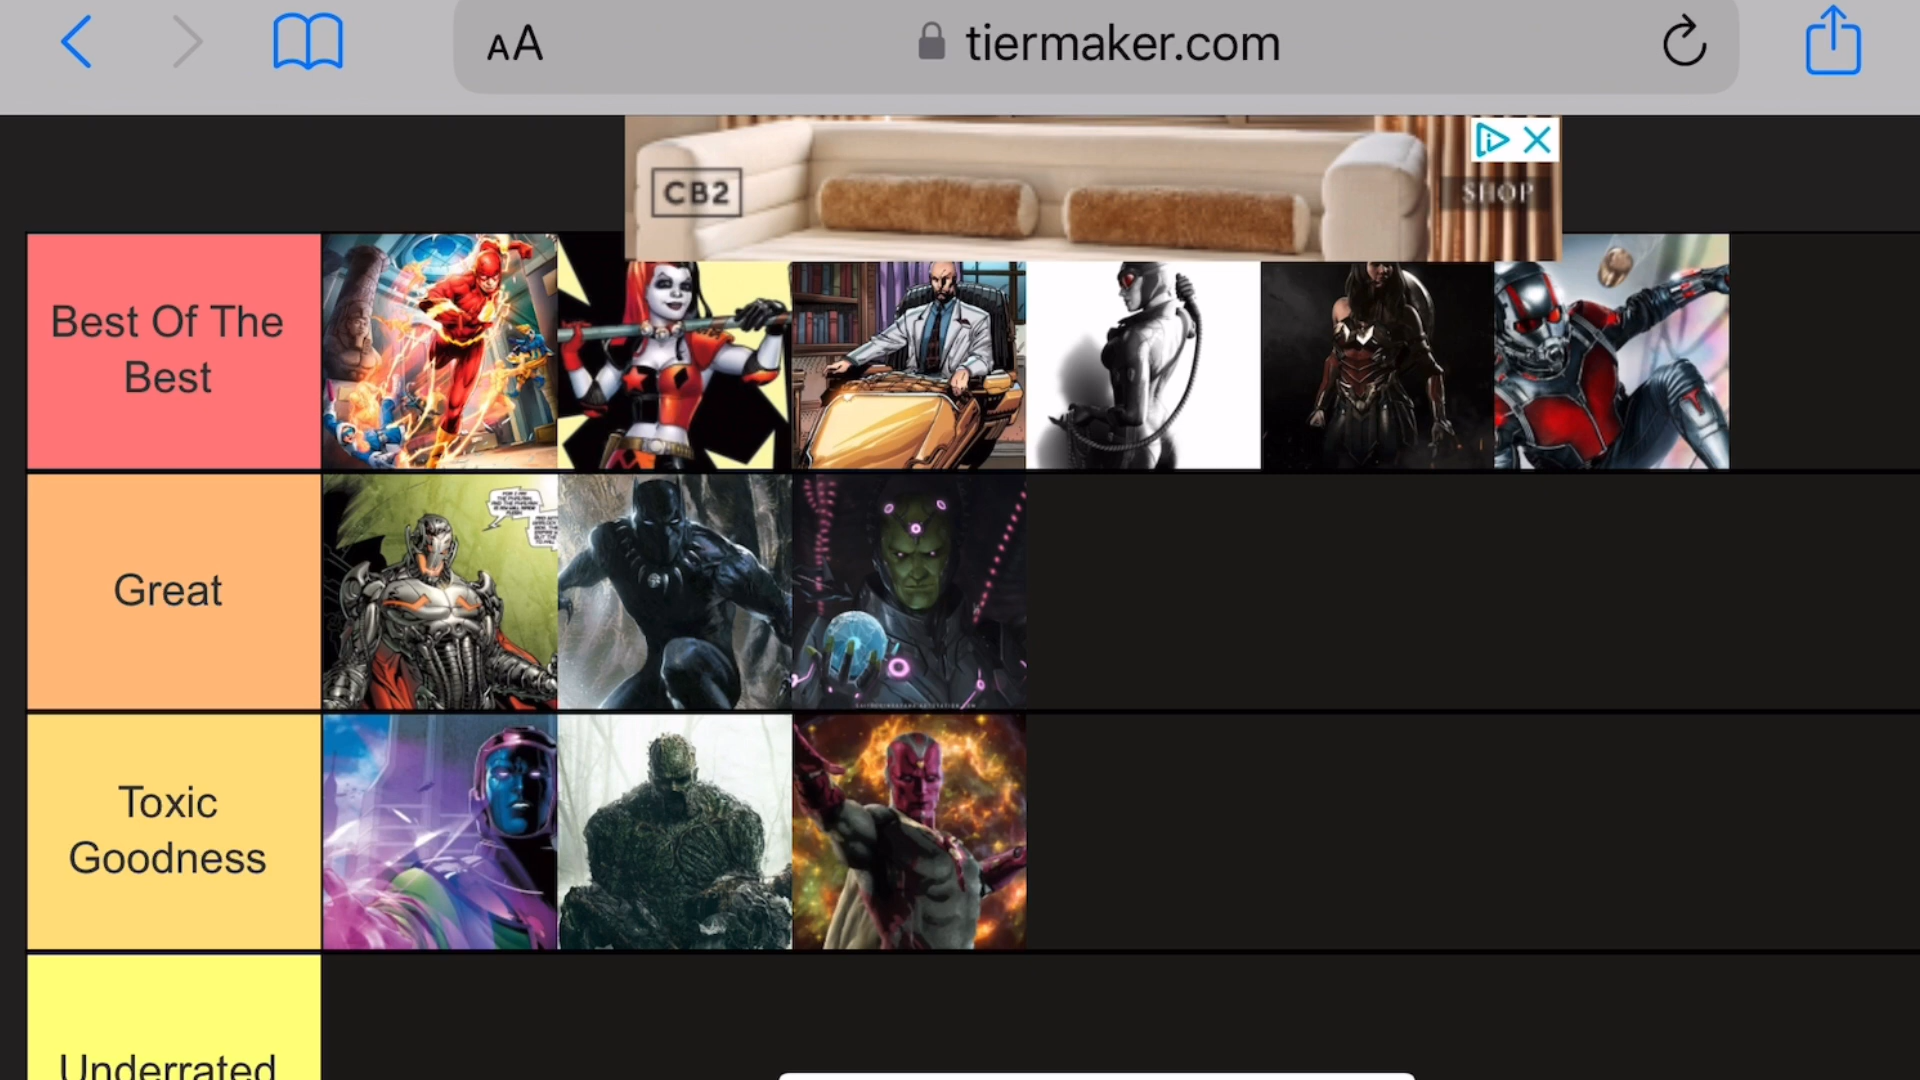 AA
tiermaker.com
CB2
SHOP
Best Of The
Best
Great
Toxic
Goodness
Underrated